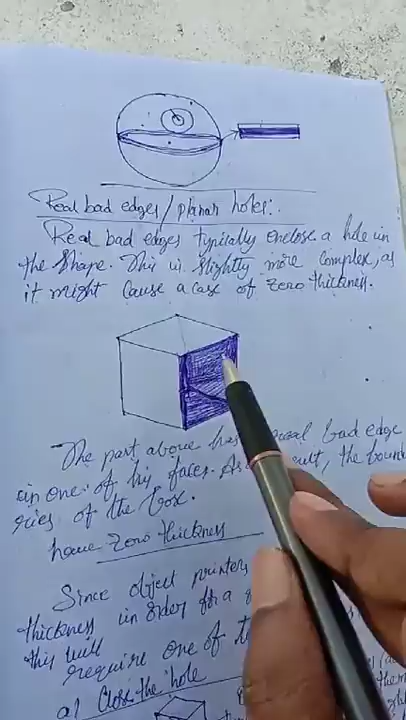 Real bad edges/planar holes:.
Real bad edges typically enclose a hole in
the shape. This is slightly more complex, as
it might cause a case of zero thickness.
The part above has bad edge
in one of his faces. As the bound
ries of the box.
have zero thickness
Since object printers
thickness in order for a
this will
require one of
a) Close the hole